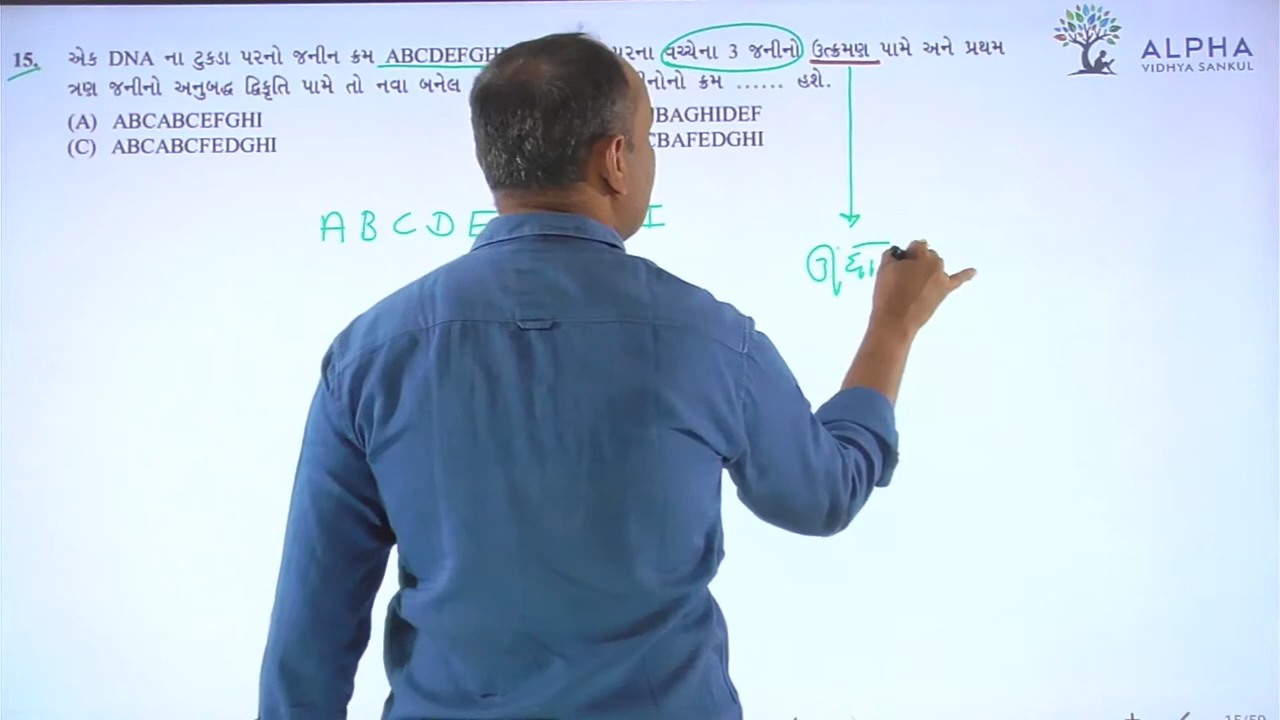 15. એક DNA ના ટુકડા પરનો જનીન ક્રમ ABCDEFGH પરના વચ્ચેના 3 જનીનો ઉત્ક્રમણ પામે અને પ્રથમ
ત્રણ જનીનો અનુબદ્ધ દ્વિકૃતિ પામે તો નવા બનેલ નોનો ક્રમ ...... હશે.
(A) ABCABCEFGHI BAGHIDEF
(C) ABCABCFEDGHI CBAFEDGHI
ALPHA
VIDHYA SANKUL
A B C D E I